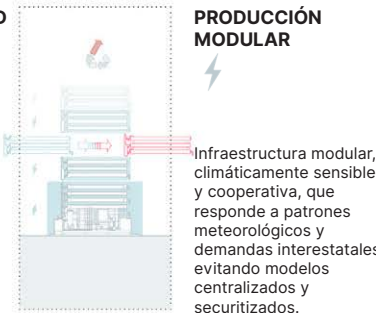 O
PRODUCCIÓN
MODULAR
Infraestructura modular,
climáticamente sensible
y cooperativa, que
responde a patrones
meteorológicos y
demandas interestatales
evitando modelos
centralizados y
securitizados.